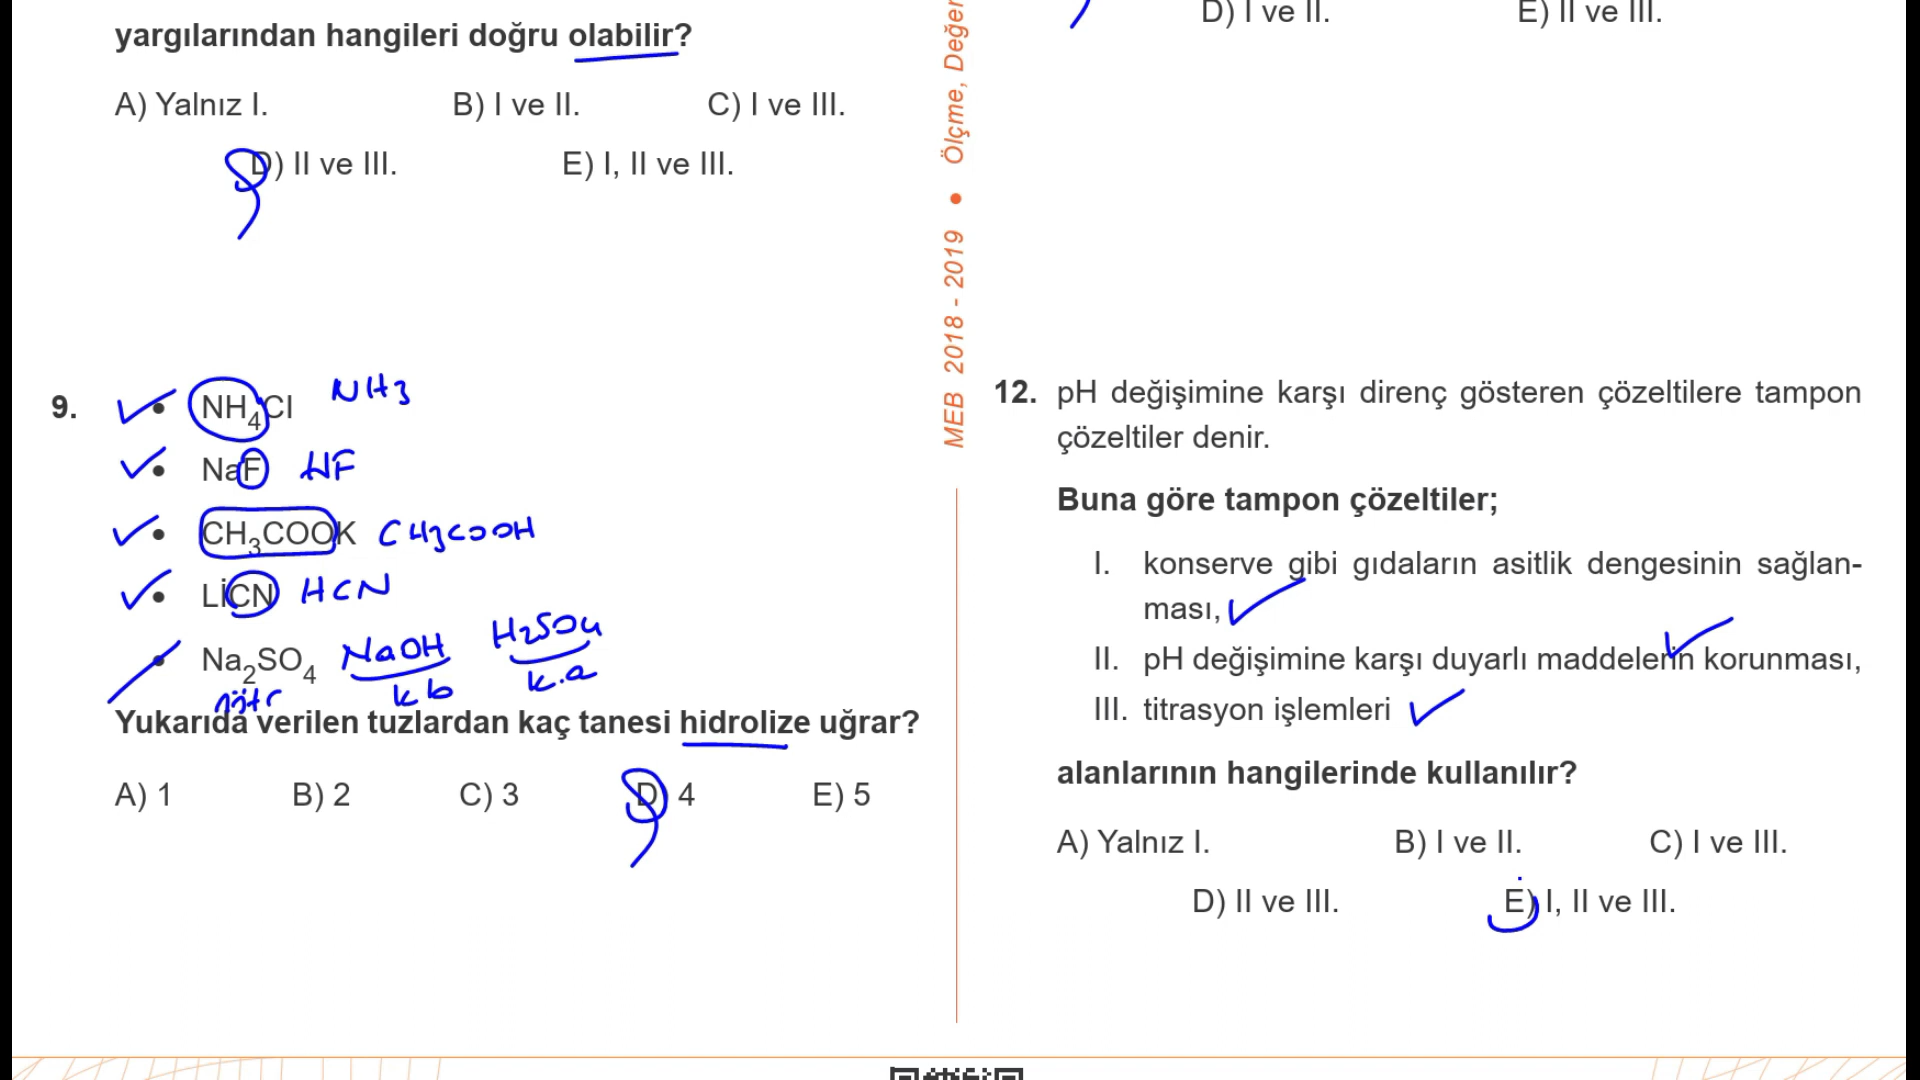 yargılarından hangileri doğru olabilir?
A) Yalnız I. B) I ve II. C) I ve III.
D) II ve III. E) I, II ve III.
9. • NH4Cl NH3
• NaF HF
• CH3COOK CH3COOH
• LİCN HCN
• Na2SO4 NaOH H2SO4
nötr kb k.a
Yukarıda verilen tuzlardan kaç tanesi hidrolize uğrar?
A) 1 B) 2 C) 3 D) 4 E) 5
MEB 2018 - 2019 • Ölçme, Değer
D) I ve II. E) II ve III.
12. pH değişimine karşı direnç gösteren çözeltilere tampon
çözeltiler denir.
Buna göre tampon çözeltiler;
I. konserve gibi gıdaların asitlik dengesinin sağlan-
ması,
II. pH değişimine karşı duyarlı maddelerin korunması,
III. titrasyon işlemleri
alanlarının hangilerinde kullanılır?
A) Yalnız I. B) I ve II. C) I ve III.
D) II ve III. E) I, II ve III.